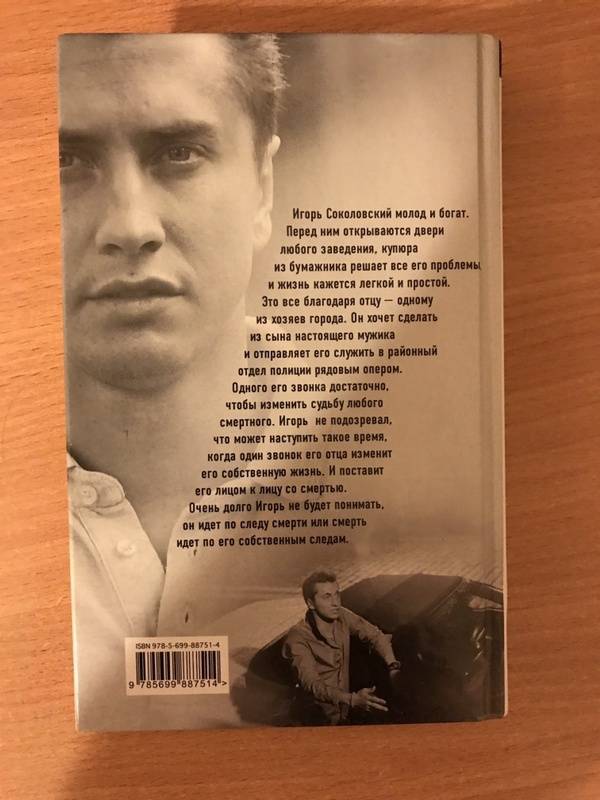 Игорь Соколовский молод и богат.
Перед ним открываются двери
любого заведения, купюра
из бумажника решает все его проблемы
и жизнь кажется легкой и простой.
Это все благодаря отцу — одному
из хозяев города. Он хочет сделать
из сына настоящего мужика
и отправляет его служить в районный
отдел полиции рядовым опером.
Одного его звонка достаточно,
чтобы изменить судьбу любого
смертного. Игорь не подозревал,
что может наступить такое время,
когда один звонок его отца изменит
его собственную жизнь. И поставит
его лицом к лицу со смертью.
Очень долго Игорь не будет понимать,
он идет по следу смерти или смерть
идет по его собственным следам.
ISBN 978-5-699-88751-4
9 785699 887514 >